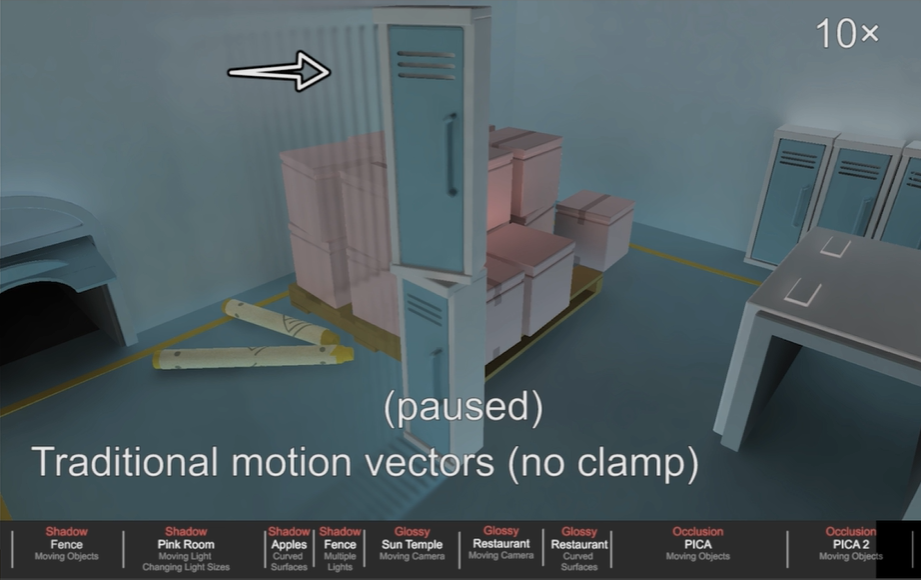 10×
(paused)
Traditional motion vectors (no clamp)
Shadow
Fence
Moving Objects
Shadow
Pink Room
Moving Light
Changing Light Sizes
Shadow
Apples
Curved
Surfaces
Shadow
Fence
Multiple
Lights
Glossy
Sun Temple
Moving Camera
Glossy
Restaurant
Moving Camera
Glossy
Restaurant
Curved
Surfaces
Occlusion
PICA
Moving Objects
Occlusion
PICA 2
Moving Objects